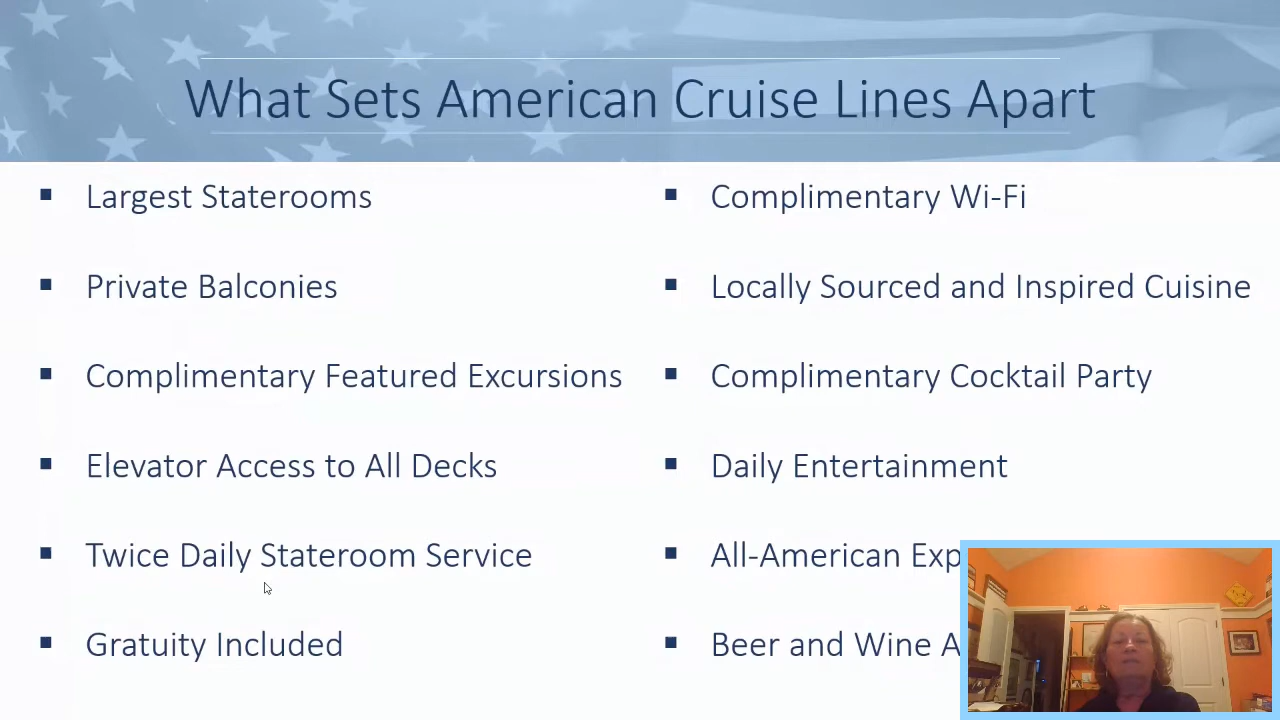 What Sets American Cruise Lines Apart
Largest Staterooms
Private Balconies
Complimentary Featured Excursions
Elevator Access to All Decks
Twice Daily Stateroom Service
Gratuity Included
Complimentary Wi-Fi
Locally Sourced and Inspired Cuisine
Complimentary Cocktail Party
Daily Entertainment
All-American
Beer and Wine